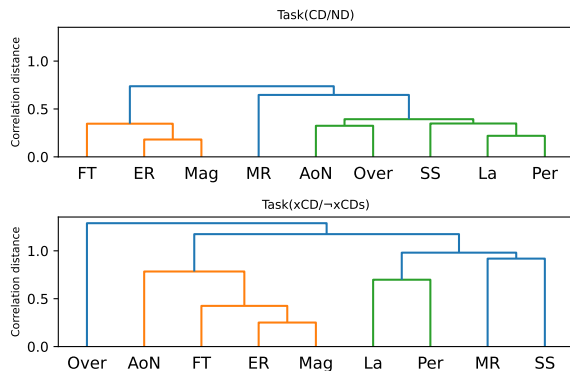 Task(CD/ND)
Correlation distance
1.0
0.5
0.0
FT ER Mag MR AoN Over SS La Per
Task(xCD/¬xCDs)
Correlation distance
1.0
0.5
0.0
Over AoN FT ER Mag La Per MR SS